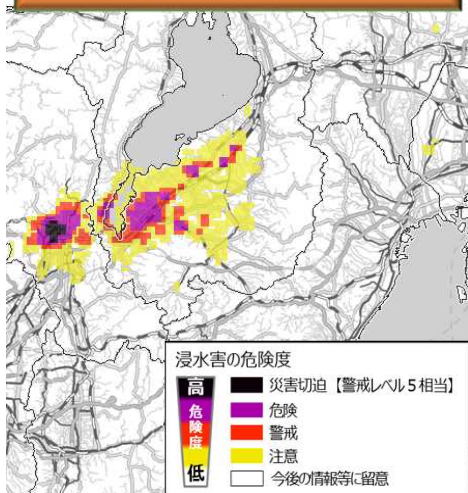 浸水害の危険度
高
危険度
低
災害切迫【警戒レベル5相当】
危険
警戒
注意
今後の情報等に留意